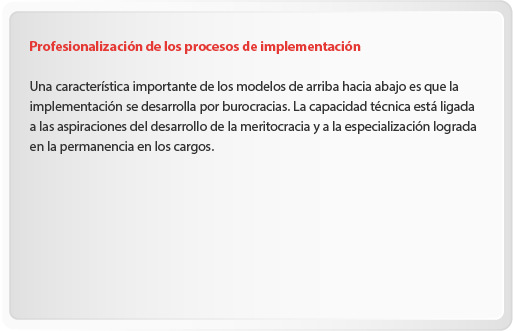 Profesionalización de los procesos de implementación
Una característica importante de los modelos de arriba hacia abajo es que la
implementación se desarrolla por burocracias. La capacidad técnica está ligada
a las aspiraciones del desarrollo de la meritocracia y a la especialización lograda
en la permanencia en los cargos.